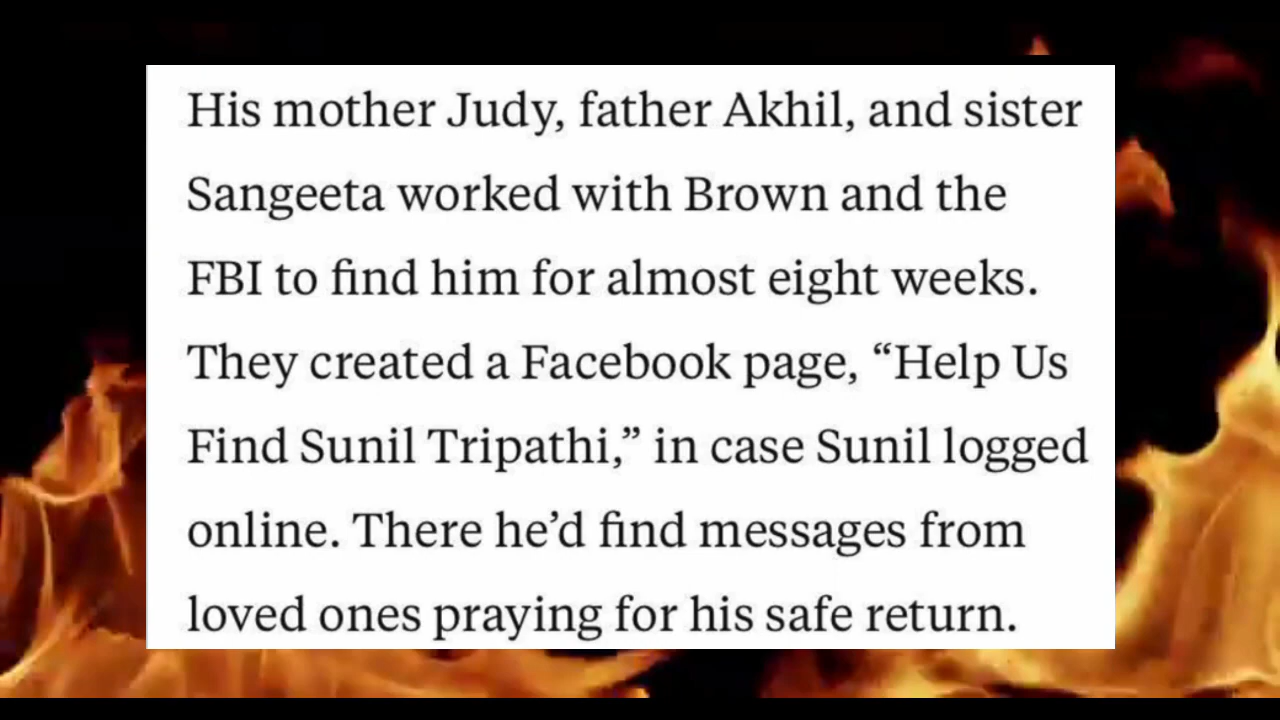 His mother Judy, father Akhil, and sister
Sangeeta worked with Brown and the
FBI to find him for almost eight weeks.
They created a Facebook page, “Help Us
Find Sunil Tripathi,” in case Sunil logged
online. There he’d find messages from
loved ones praying for his safe return.